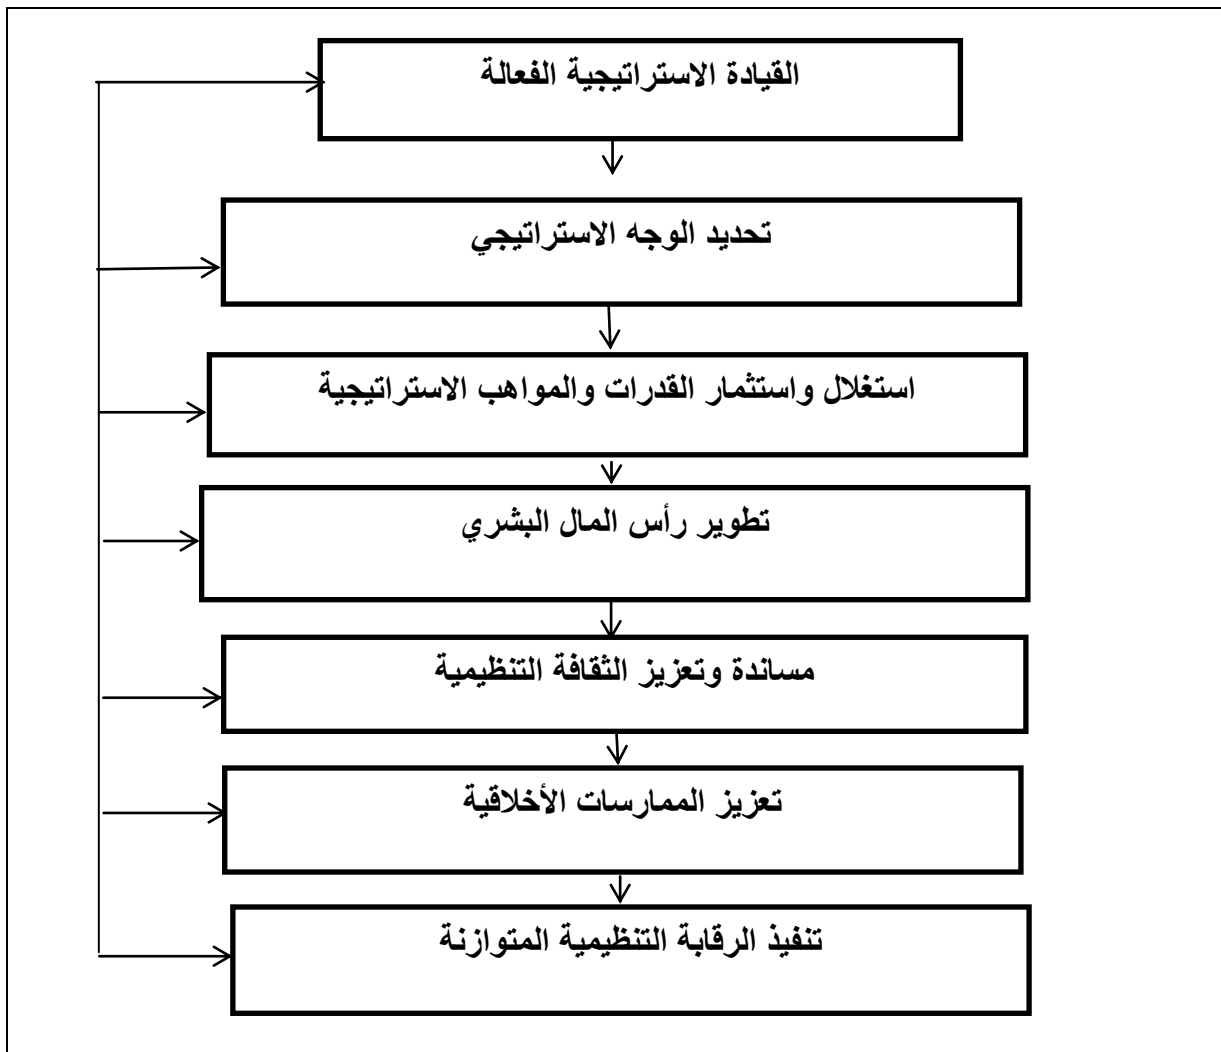 القيادة الاستراتيجية الفعالة
تحديد الوجه الاستراتيجي
استغلال واستثمار القدرات والمواهب الاستراتيجية
تطوير رأس المال البشري
مساندة وتعزيز الثقافة التنظيمية
تعزيز الممارسات الأخلاقية
تنفيذ الرقابة التنظيمية المتوازنة